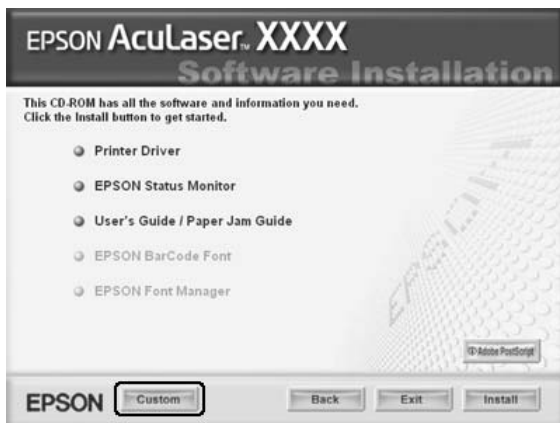 EPSON AcuLaser™ XXXX
Software Installation
This CD-ROM has all the software and information you need.
Click the Install button to get started.
Printer Driver
EPSON Status Monitor
User's Guide / Paper Jam Guide
EPSON BarCode Font
EPSON Font Manager
EPSON
Adobe PostScript
EPSON
Custom
Back
Exit
Install